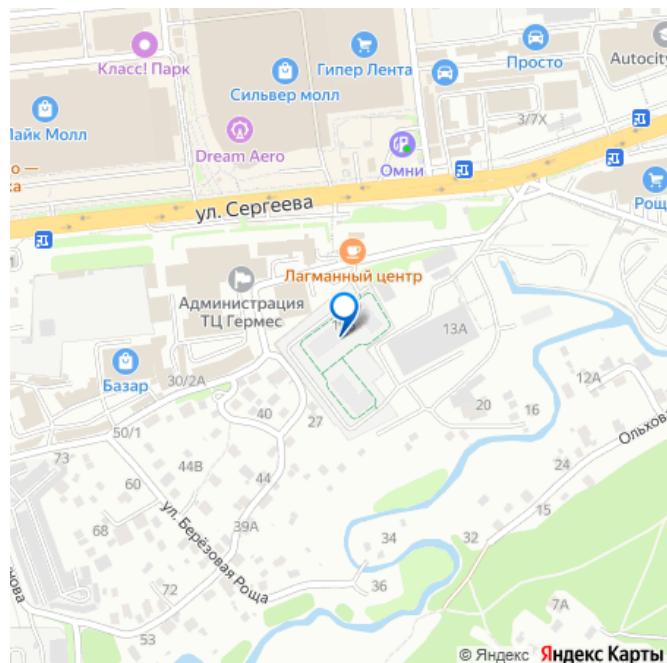 Класс! Парк
Гипер Лента
Просто
Autocity
Сильвер молл
Лайк Молл
3/7Х
Dream Aero
Омни
ул. Сергеева
Лагманный центр
Администрация
ТЦ Гермес
13А
Базар
30/2А
12А
40
27
20
16
50/1
73
44В
60
44
24
68
39А
15
ул. Берёзовая Роща
34
32
72
36
53
7А
© Яндекс Яндекс Карты